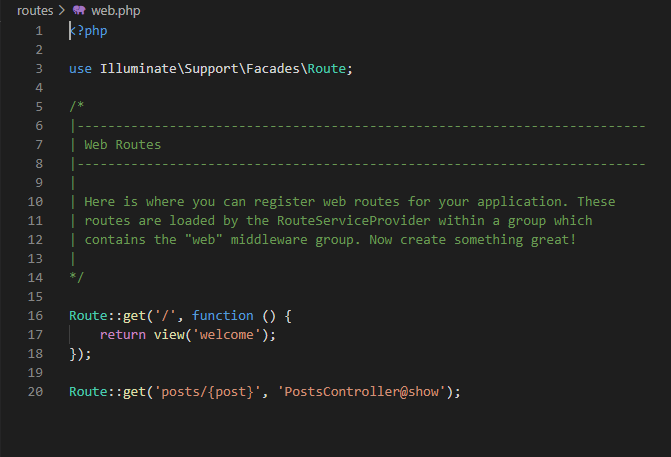 routes > web.php
1 <?php
2
3 use Illuminate\Support\Facades\Route;
4
5 /*
6 |--------------------------------------------------------------------------
7 | Web Routes
8 |--------------------------------------------------------------------------
9 |
10 | Here is where you can register web routes for your application. These
11 | routes are loaded by the RouteServiceProvider within a group which
12 | contains the "web" middleware group. Now create something great!
13 |
14 */
15
16 Route::get('/', function () {
17     return view('welcome');
18 });
19
20 Route::get('posts/{post}', 'PostsController@show');